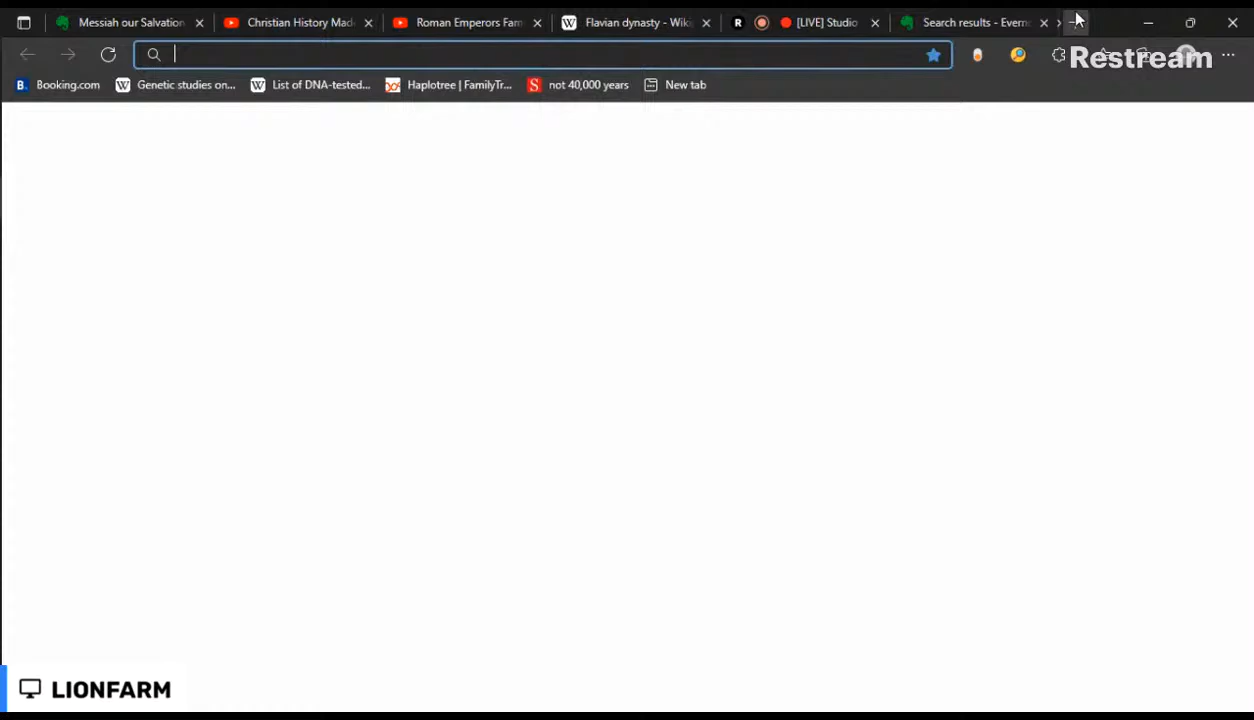 Messiah our Salvation
Christian History Mad
Roman Emperors Fam
Flavian dynasty - Wik
R
[LIVE] Studio
Search results - Everne
Restream
B.
Booking.com
W
Genetic studies on...
W
List of DNA-tested...
Haplotree | FamilyTr...
S
not 40,000 years
New tab
LIONFARM